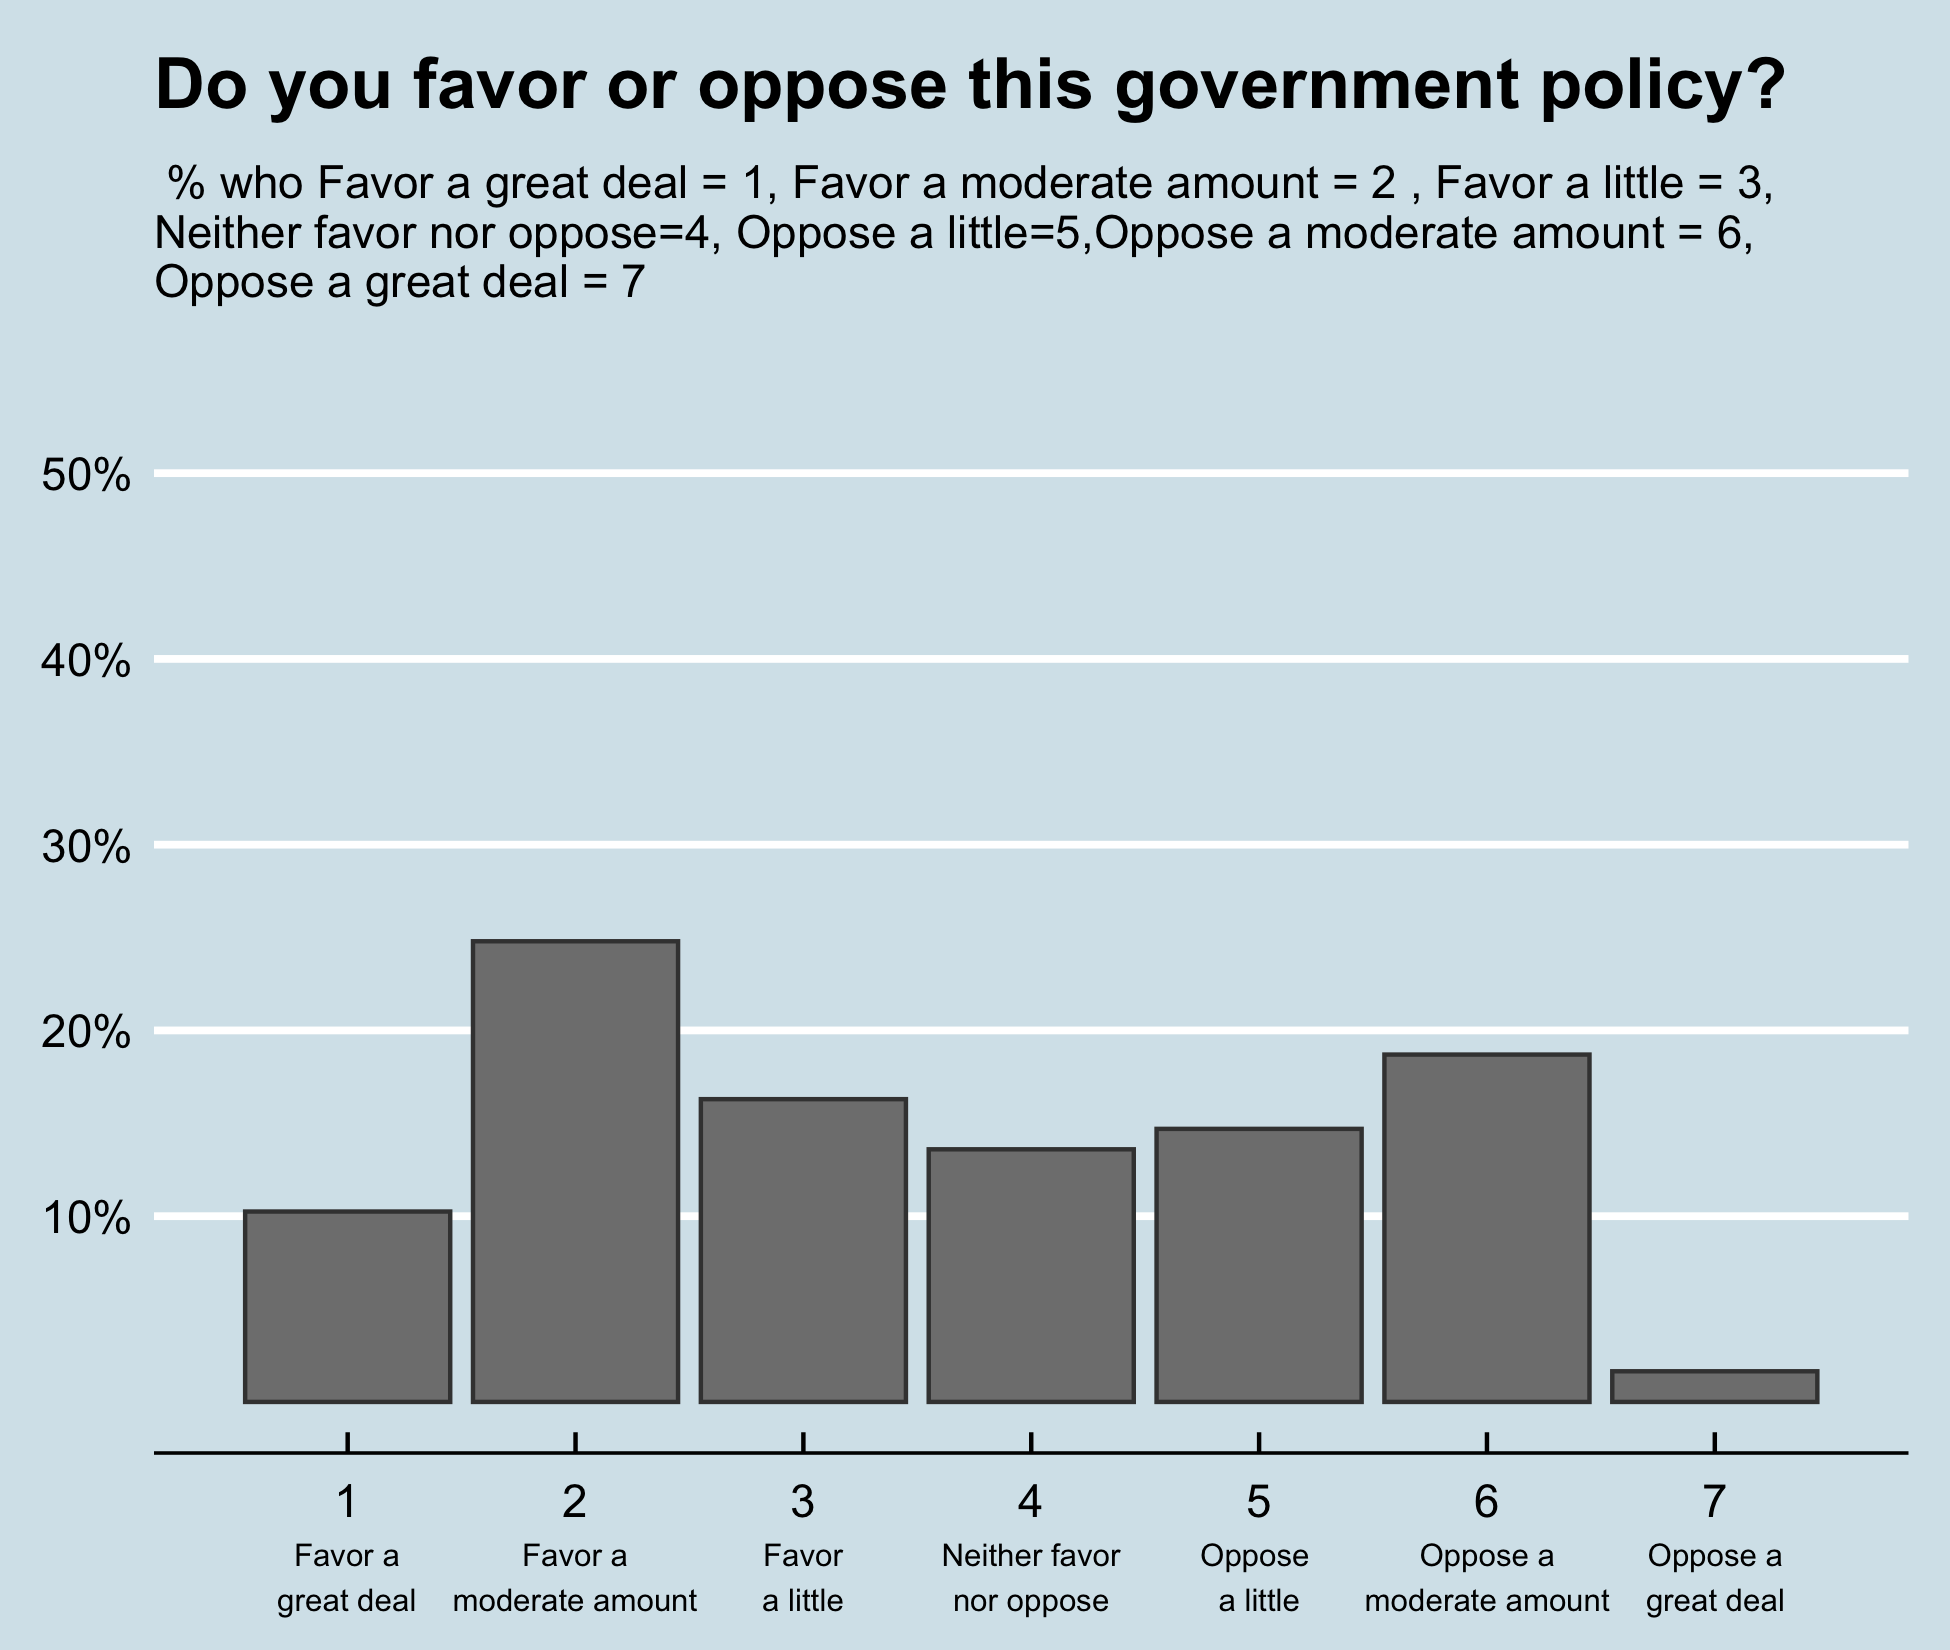 Do you favor or oppose this government policy?
% who Favor a great deal = 1, Favor a moderate amount = 2 , Favor a little = 3,
Neither favor nor oppose=4, Oppose a little=5,Oppose a moderate amount = 6,
Oppose a great deal = 7
50%
40%
30%
20%
10%
1 2 3 4 5 6 7
Favor a Favor a Favor Neither favor Oppose Oppose a Oppose a
great deal moderate amount a little nor oppose a little moderate amount great deal